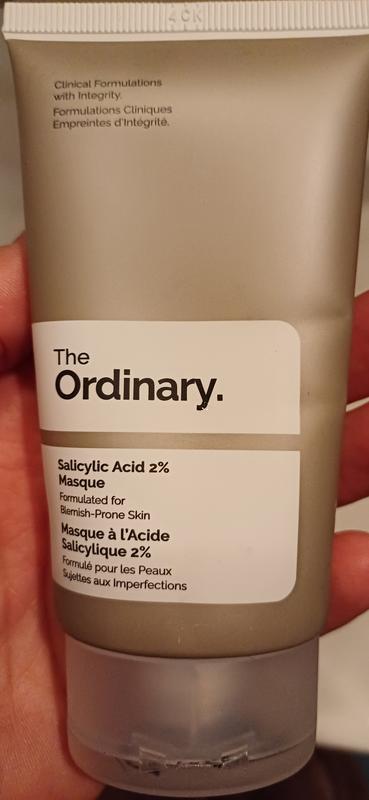 Clinical Formulations
with Integrity.
Formulations Cliniques
Empreintes d'Intégrité.
The
Ordinary.
Salicylic Acid 2%
Masque
Formulated for
Blemish-Prone Skin
Masque à l'Acide
Salicylique 2%
Formulé pour les Peaux
Sujettes aux Imperfections